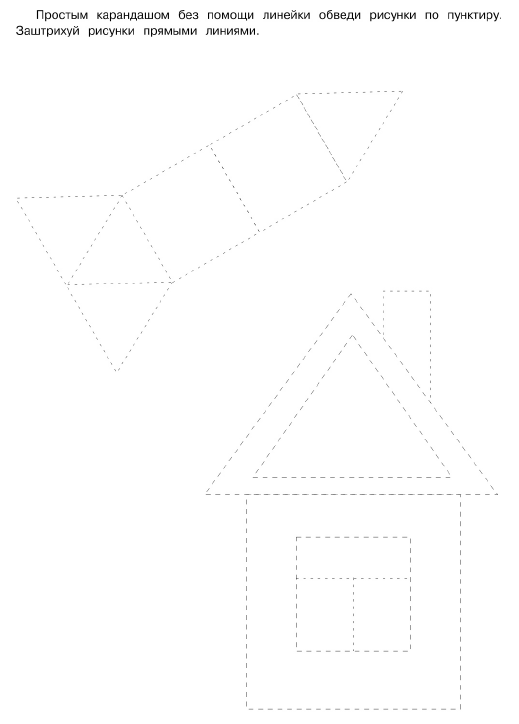 Простым карандашом без помощи линейки обведи рисунки по пунктиру.
Заштрихуй рисунки прямыми линиями.